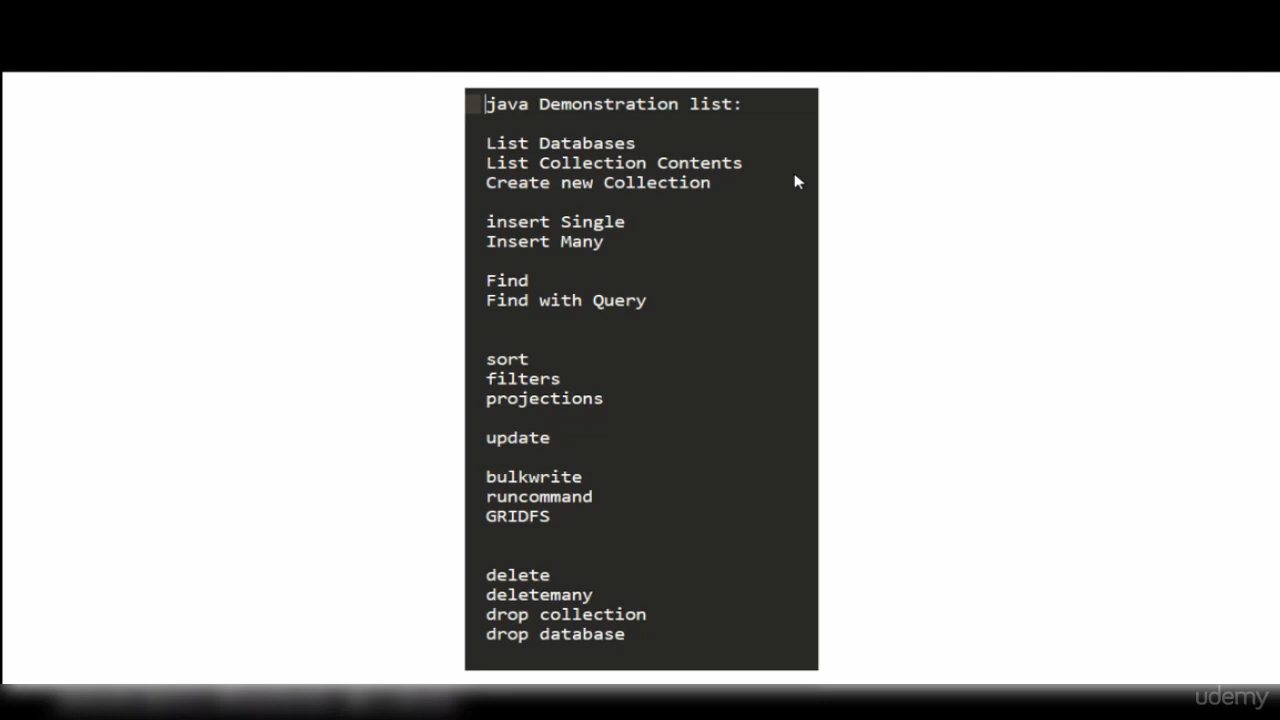 java Demonstration list:
List Databases
List Collection Contents
Create new Collection
insert Single
Insert Many
Find
Find with Query
sort
filters
projections
update
bulkwrite
runcommand
GRIDFS
delete
deletemany
drop collection
drop database
udemy